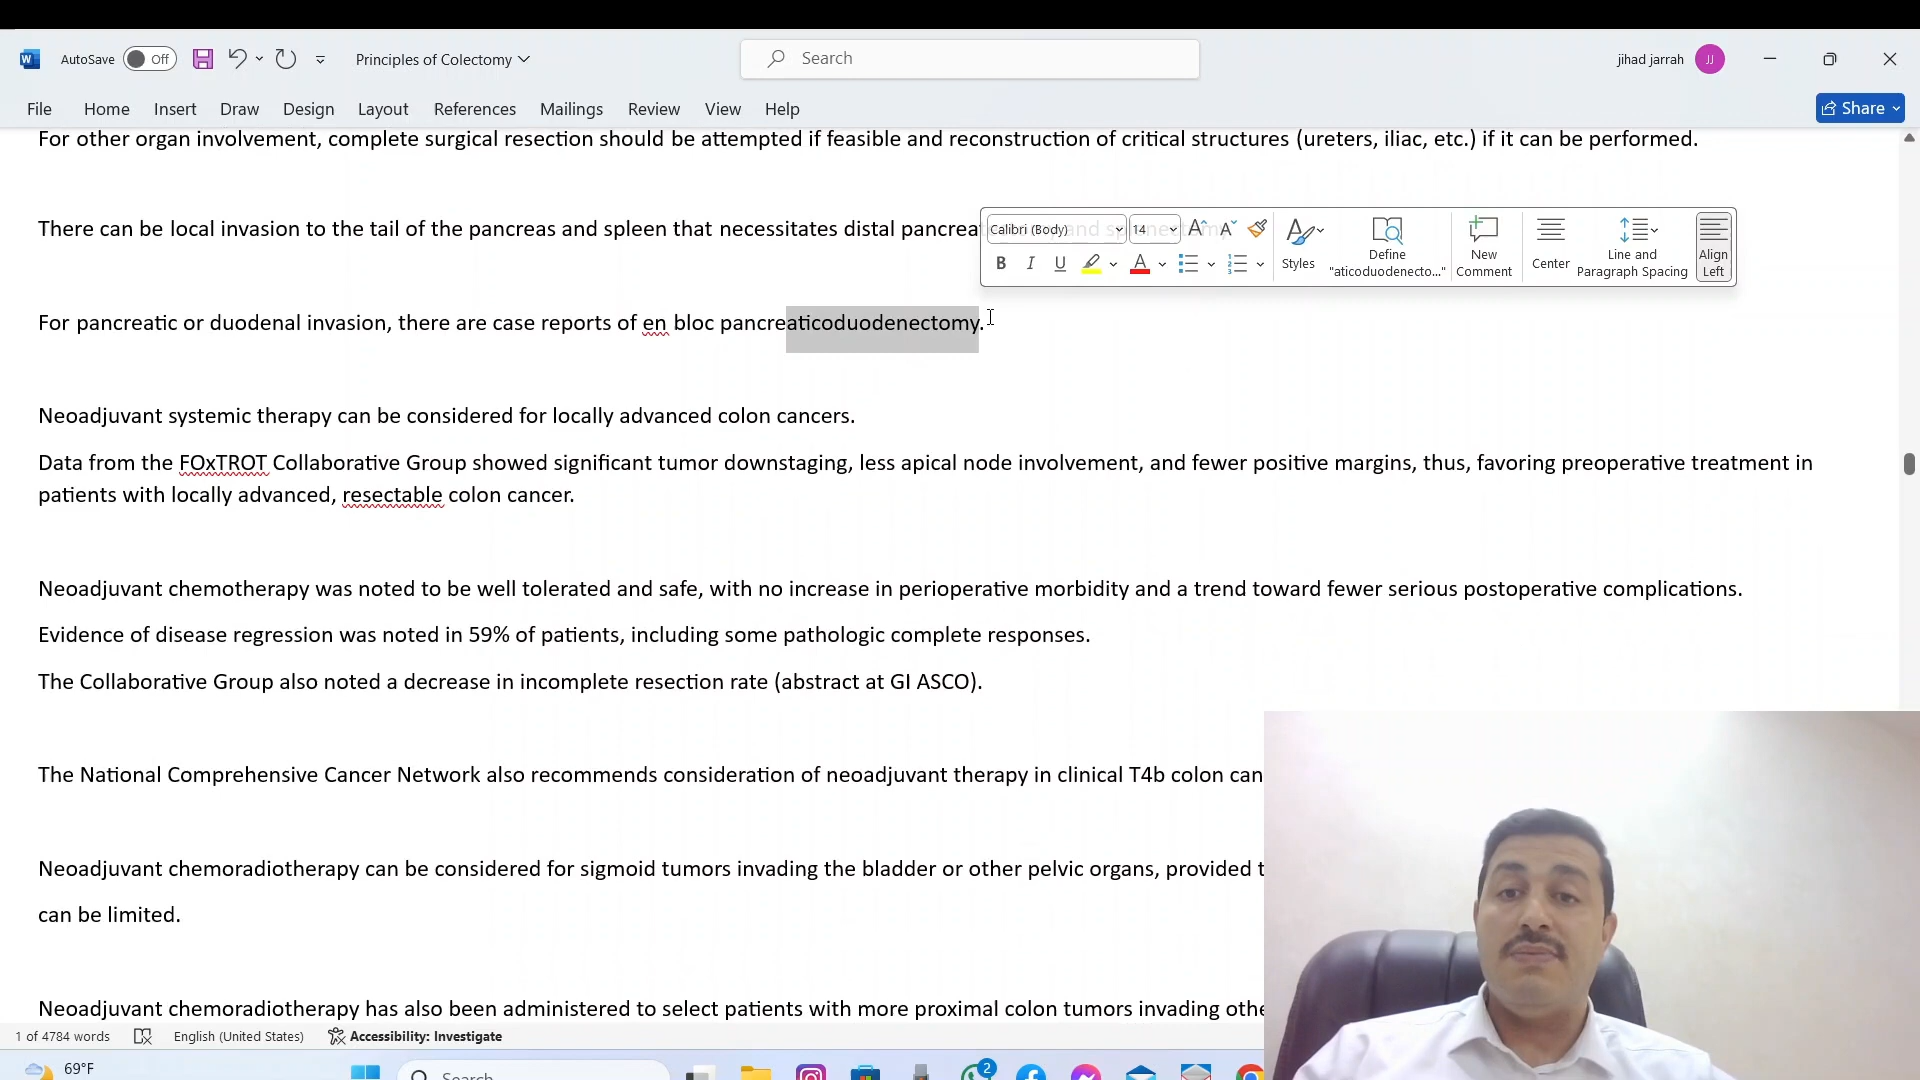 AutoSave Off Principles of Colectomy Search jihad jarrah JJ
File Home Insert Draw Design Layout References Mailings Review View Help Share
For other organ involvement, complete surgical resection should be attempted if feasible and reconstruction of critical structures (ureters, iliac, etc.) if it can be performed.
There can be local invasion to the tail of the pancreas and spleen that necessitates distal pancreat
Calibri (Body) 14
B I U A
Styles
Define
"aticoduodenecto..."
New
Comment
Center
Line and
Paragraph Spacing
Align
Left
For pancreatic or duodenal invasion, there are case reports of en bloc pancreaticoduodenectomy.
Neoadjuvant systemic therapy can be considered for locally advanced colon cancers.
Data from the FOxTROT Collaborative Group showed significant tumor downstaging, less apical node involvement, and fewer positive margins, thus, favoring preoperative treatment in
patients with locally advanced, resectable colon cancer.
Neoadjuvant chemotherapy was noted to be well tolerated and safe, with no increase in perioperative morbidity and a trend toward fewer serious postoperative complications.
Evidence of disease regression was noted in 59% of patients, including some pathologic complete responses.
The Collaborative Group also noted a decrease in incomplete resection rate (abstract at GI ASCO).
The National Comprehensive Cancer Network also recommends consideration of neoadjuvant therapy in clinical T4b colon can
Neoadjuvant chemoradiotherapy can be considered for sigmoid tumors invading the bladder or other pelvic organs, provided t
can be limited.
Neoadjuvant chemoradiotherapy has also been administered to select patients with more proximal colon tumors invading othe
1 of 4784 words English (United States) Accessibility: Investigate
69°F Search 2